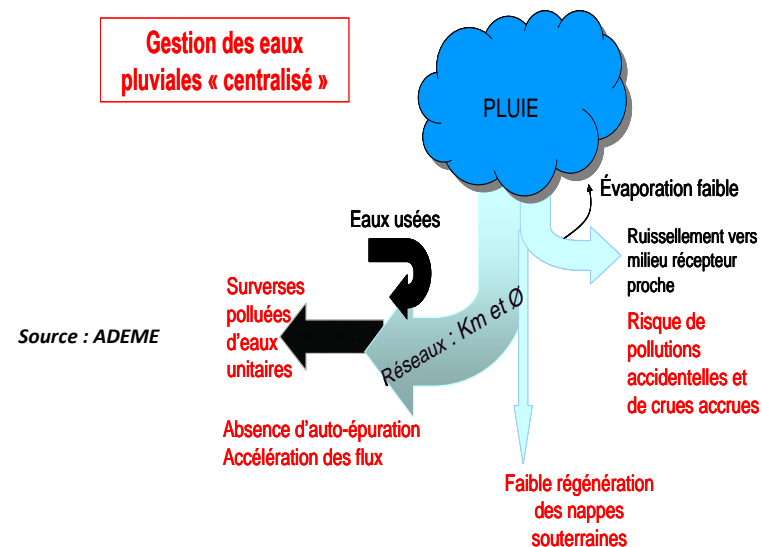 Gestion des eaux
pluviales « centralisé »
PLUIE
Évaporation faible
Eaux usées
Ruissellement vers
milieu récepteur
proche
Surverses
polluées
d'eaux
unitaires
Réseaux : Km et Ø
Source : ADEME
Risque de
pollutions
accidentelles et
de crues accrues
Absence d'auto-épuration
Accélération des flux
Faible régénération
des nappes
souterraines